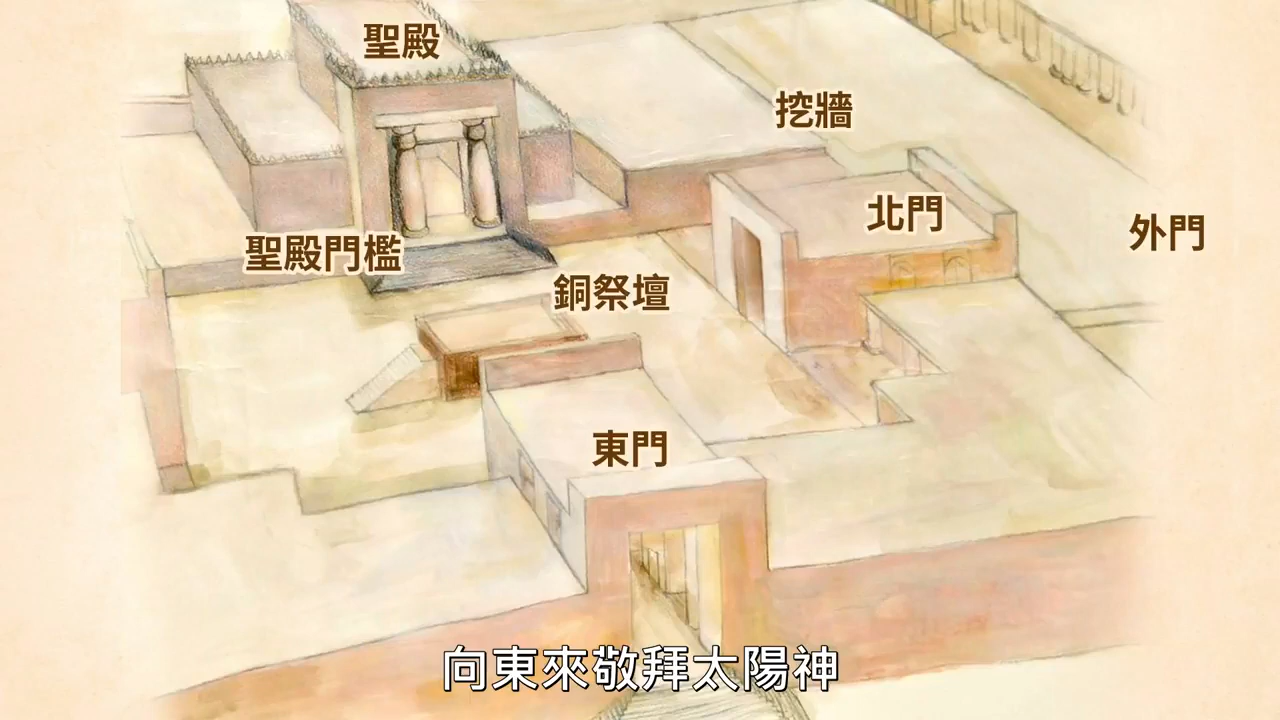 聖殿
挖牆
北門
外門
聖殿門檻
銅祭壇
東門
向東來敬拜太陽神